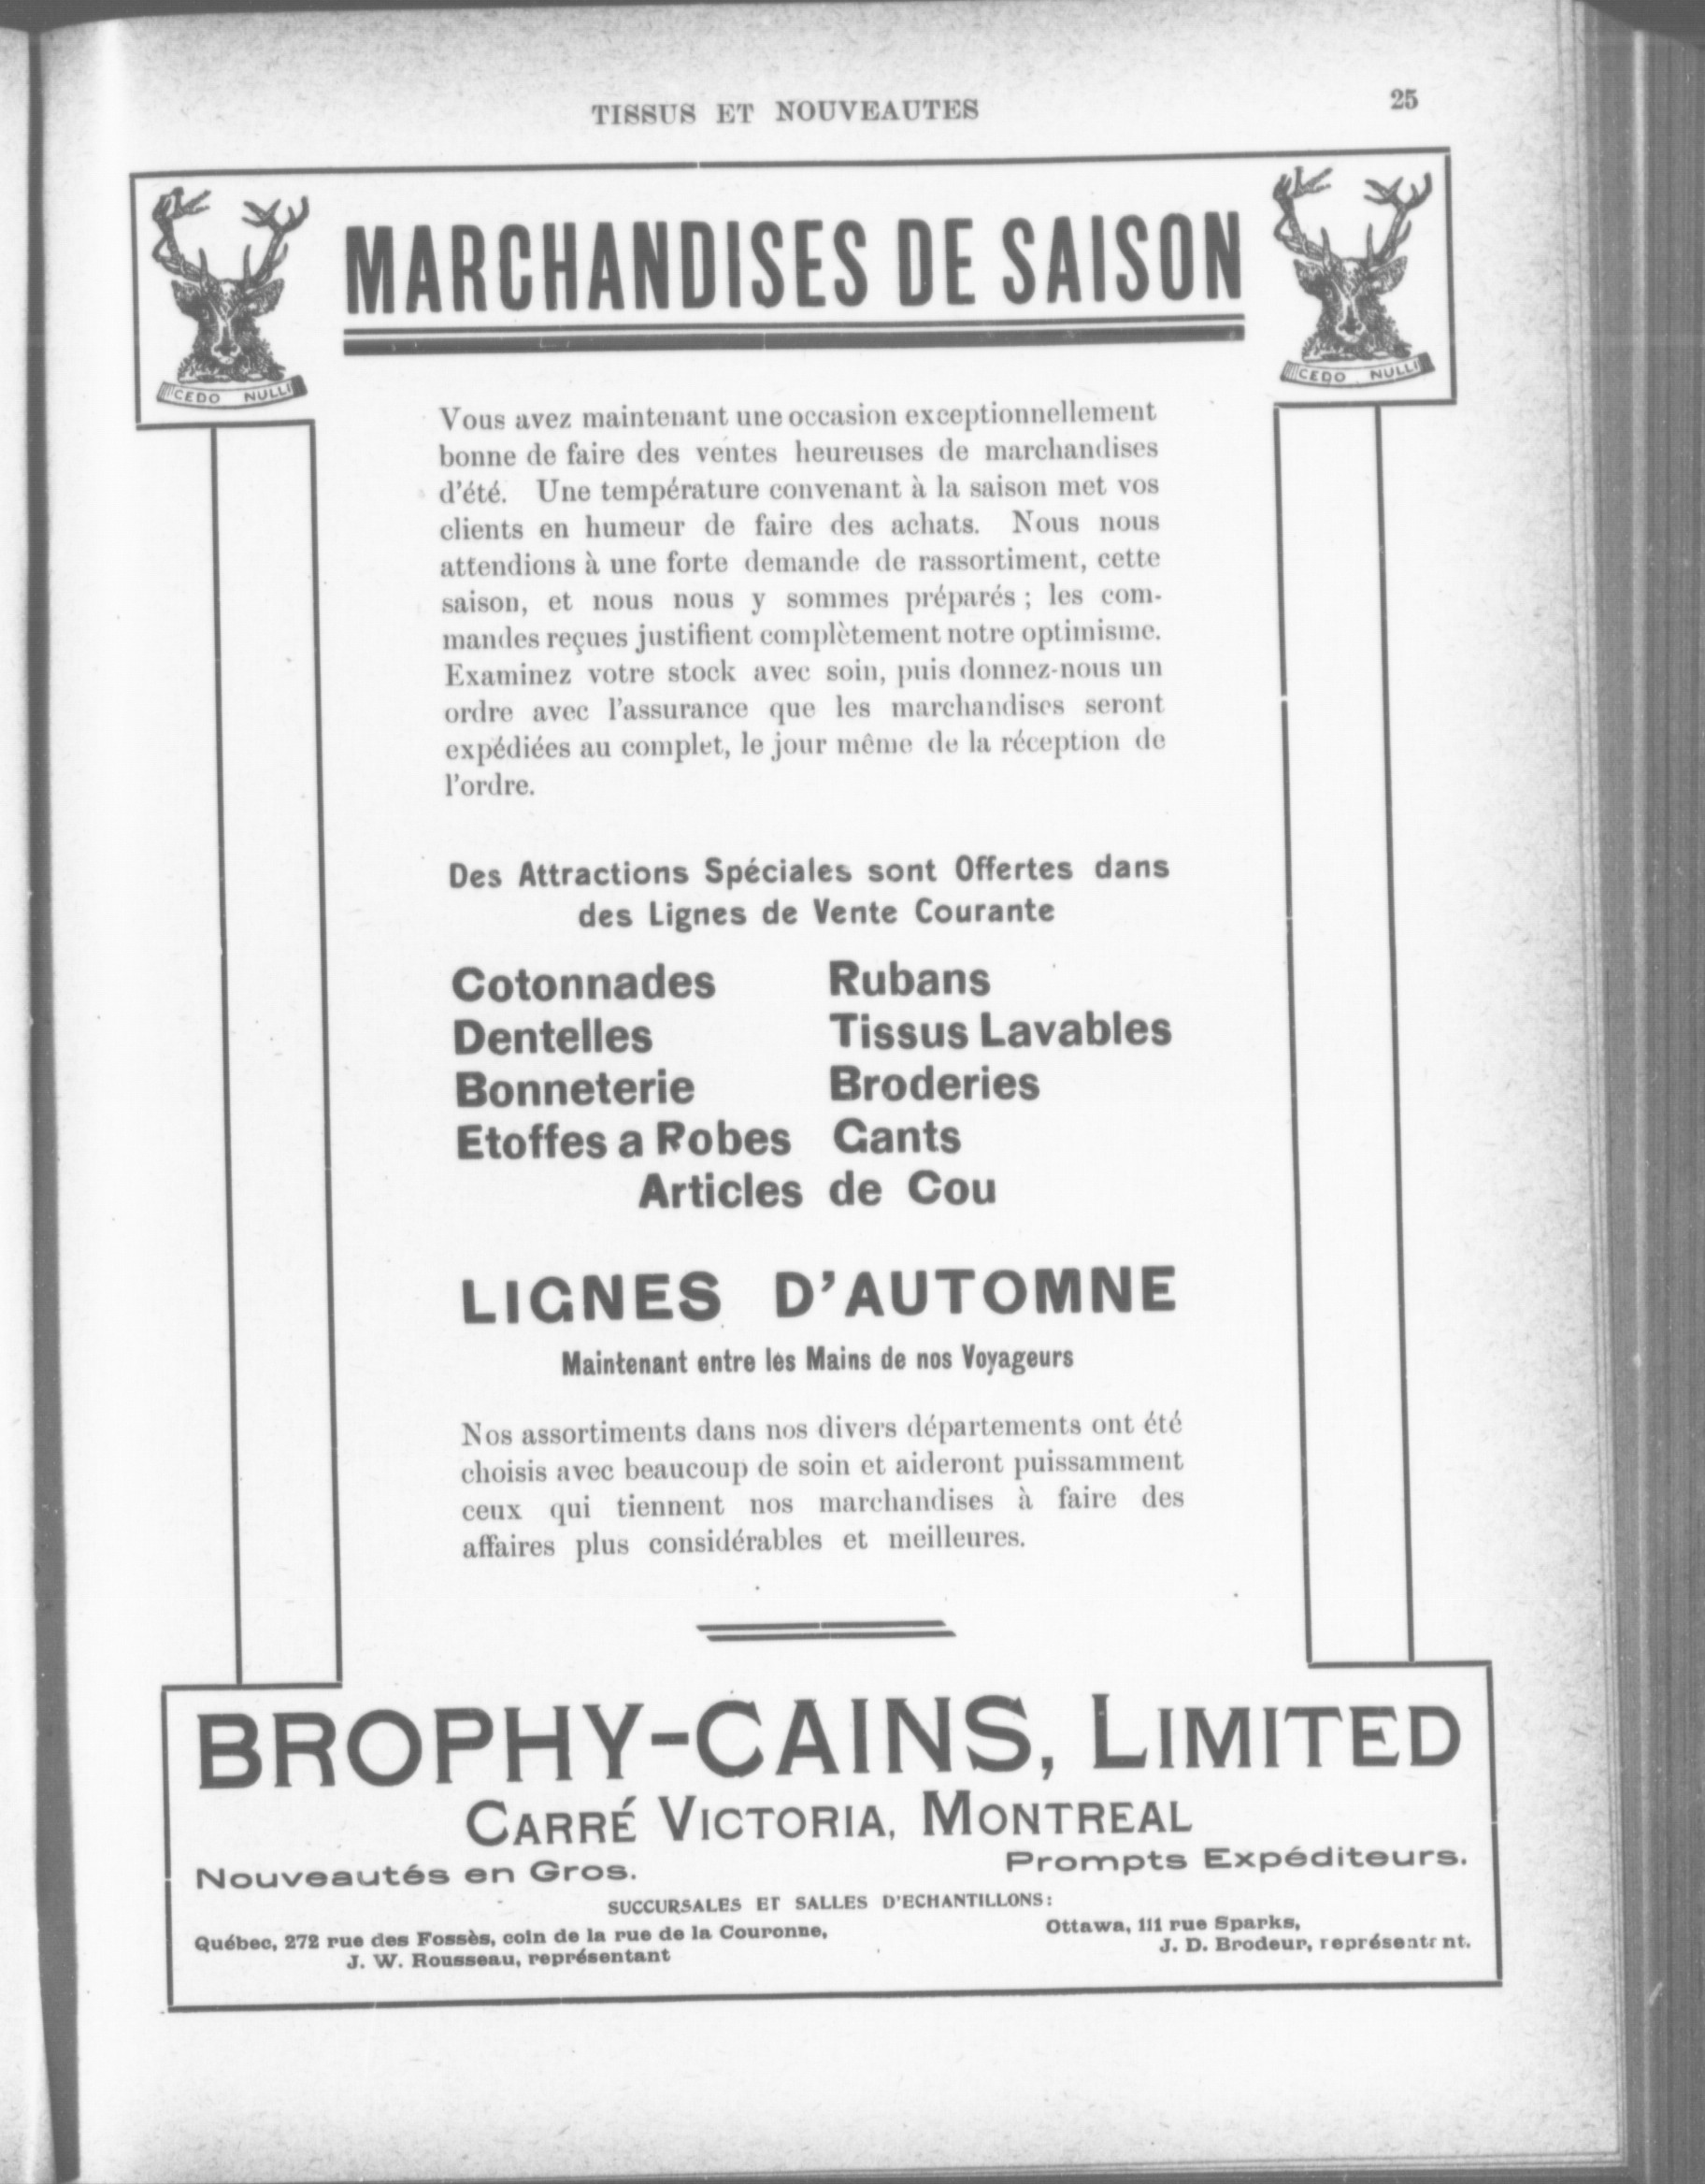 TISSUS ET NOUVEAUTES
25
MARCHANDISES DE SAISON
CEDO NULLI
CEDO NULLI
Vous avez maintenant une occasion exceptionnellement
bonne de faire des ventes heureuses de marchandises
d'été. Une température convenant à la saison met vos
clients en humeur de faire des achats. Nous nous
attendions à une forte demande de rassortiment, cette
saison, et nous nous y sommes préparés ; les com-
mandes reçues justifient complètement notre optimisme.
Examinez votre stock avec soin, puis donnez-nous un
ordre avec l'assurance que les marchandises seront
expédiées au complet, le jour même de la réception de
l'ordre.
Des Attractions Spéciales sont Offertes dans
des Lignes de Vente Courante
Cotonnades Rubans
Dentelles Tissus Lavables
Bonneterie Broderies
Etoffes a Robes Gants
Articles de Cou
LIGNES D'AUTOMNE
Maintenant entre les Mains de nos Voyageurs
Nos assortiments dans nos divers départements ont été
choisis avec beaucoup de soin et aideront puissamment
ceux qui tiennent nos marchandises à faire des
affaires plus considérables et meilleures.
BROPHY-CAINS, LIMITED
CARRÉ VICTORIA, MONTREAL
Nouveautés en Gros. Prompts Expéditeurs.
SUCCURSALES ET SALLES D'ECHANTILLONS:
Québec, 272 rue des Fossès, coin de la rue de la Couronne,
J. W. Rousseau, représentant
Ottawa, 111 rue Sparks,
J. D. Brodeur, représentant.